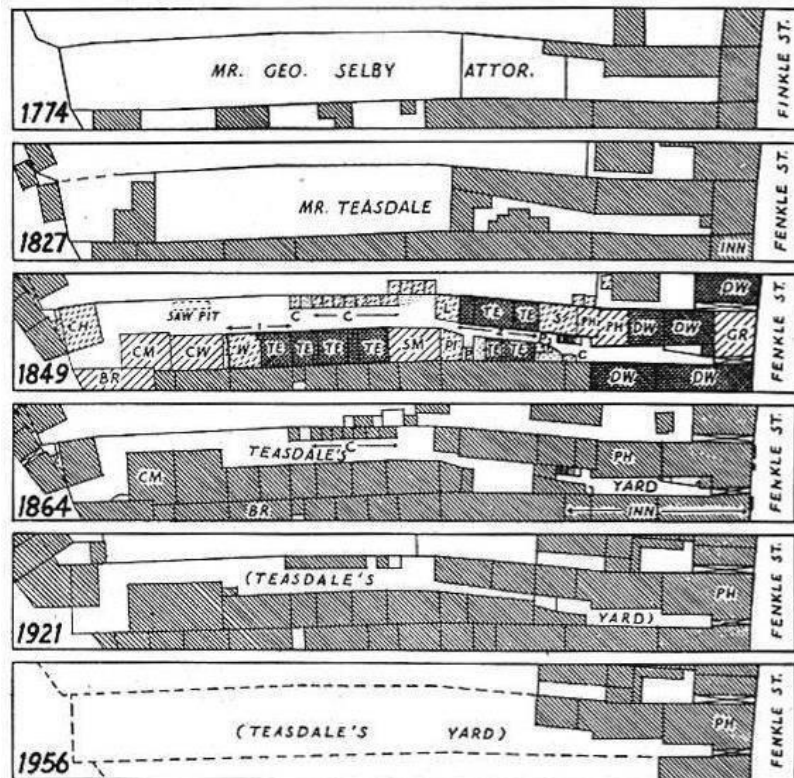 MR. GEO. SELBY ATTOR.
1774
FINKLE ST.
MR. TEASDALE
INN
1827
FENKLE ST.
DW
CH SAW PIT C C L TE TE ST PH PH DW DW GR
CM CW W TE TE TE TE SM PI TE TE C
BR DW DW
1849
FENKLE ST.
C
CM TEASDALE'S PH
YARD
BR INN
1864
FENKLE ST.
(TEASDALE'S
YARD)
PH
1921
FENKLE ST.
(TEASDALE'S YARD)
PH
1956
FENKLE ST.